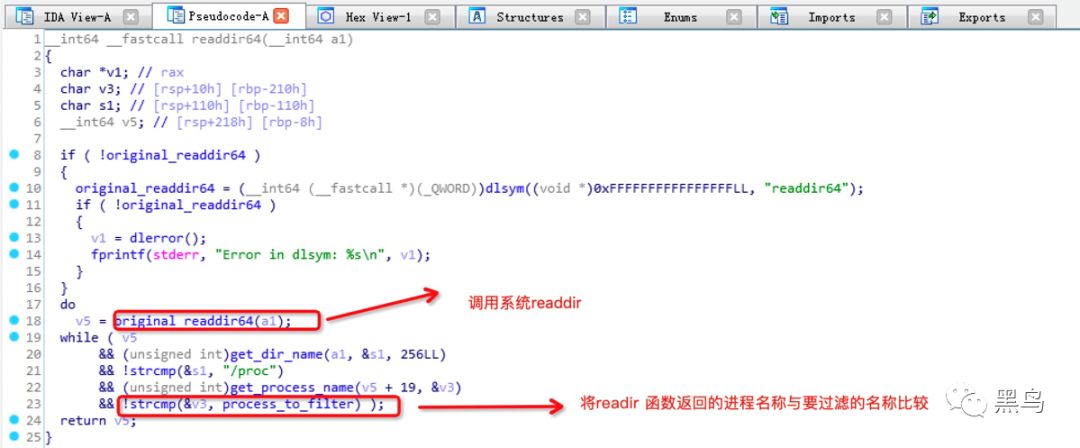 IDA View-A Pseudocode-A Hex View-1 Structures Enums Imports Exports
1 __int64 __fastcall readdir64(__int64 a1)
2 {
3 char *v1; // rax
4 char v3; // [rsp+10h] [rbp-210h]
5 char s1; // [rsp+110h] [rbp-110h]
6 __int64 v5; // [rsp+218h] [rbp-8h]
7
8 if ( !original_readdir64 )
9 {
10 original_readdir64 = (__int64 (__fastcall *)(_QWORD))dlsym((void *)0xFFFFFFFFFFFFFFFFLL, "readdir64");
11 if ( !original_readdir64 )
12 {
13 v1 = dlerror();
14 fprintf(stderr, "Error in dlsym: %s\n", v1);
15 }
16 }
17 do
调用系统readdir
18 v5 = original_readdir64(a1);
19 while ( v5
20 && (unsigned int)get_dir_name(a1, &s1, 256LL)
21 && !strcmp(&s1, "/proc")
22 && (unsigned int)get_process_name(v5 + 19, &v3)
23 && !strcmp(&v3, process_to_filter) );
将readir 函数返回的进程名称与要过滤的名称比较
黑鸟
24 return v5;
25 }